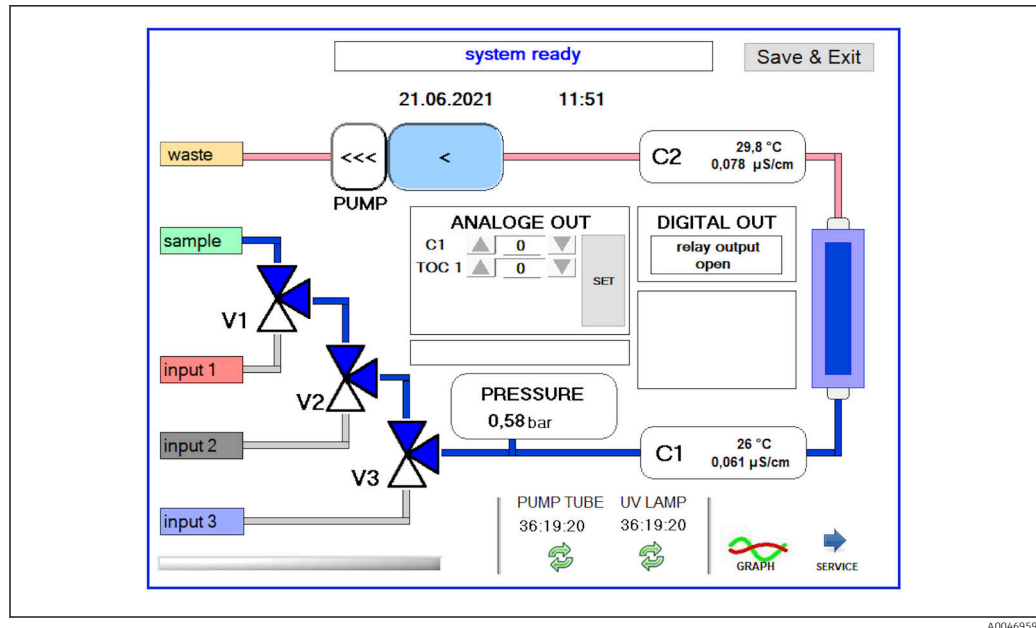 system ready
Save & Exit
21.06.2021 11:51
waste
<<<
<
PUMP
C2
29,8 °C
0,078 µS/cm
sample
V1
input 1
V2
input 2
V3
input 3
ANALOGE OUT
C1 0
TOC 1 0
SET
DIGITAL OUT
relay output
open
PRESSURE
0,58 bar
C1
26 °C
0,061 µS/cm
PUMP TUBE UV LAMP
36:19:20 36:19:20
GRAPH
SERVICE
A0046959